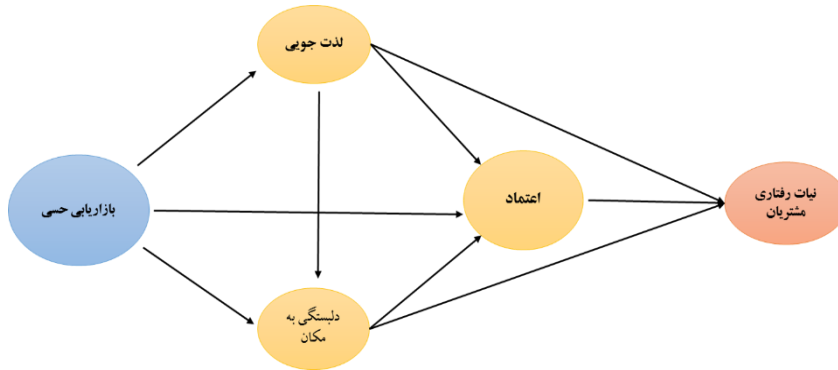 لذت جویی
بازاریابی حسی
اعتماد
نیات رفتاری
مشتریان
دلبستگی به
مکان